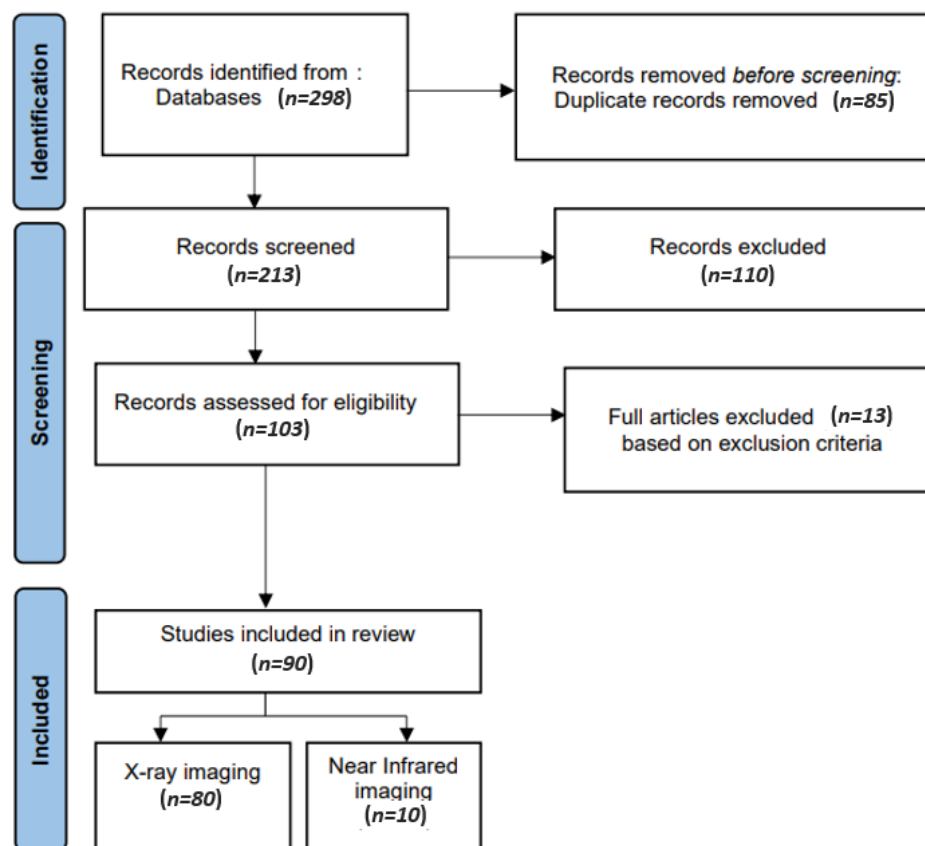 Identification
Records identified from :
Databases (n=298)
Records removed before screening:
Duplicate records removed (n=85)
Screening
Records screened
(n=213)
Records excluded
(n=110)
Records assessed for eligibility
(n=103)
Full articles excluded (n=13)
based on exclusion criteria
Included
Studies included in review
(n=90)
X-ray imaging
(n=80)
Near Infrared
imaging
(n=10)